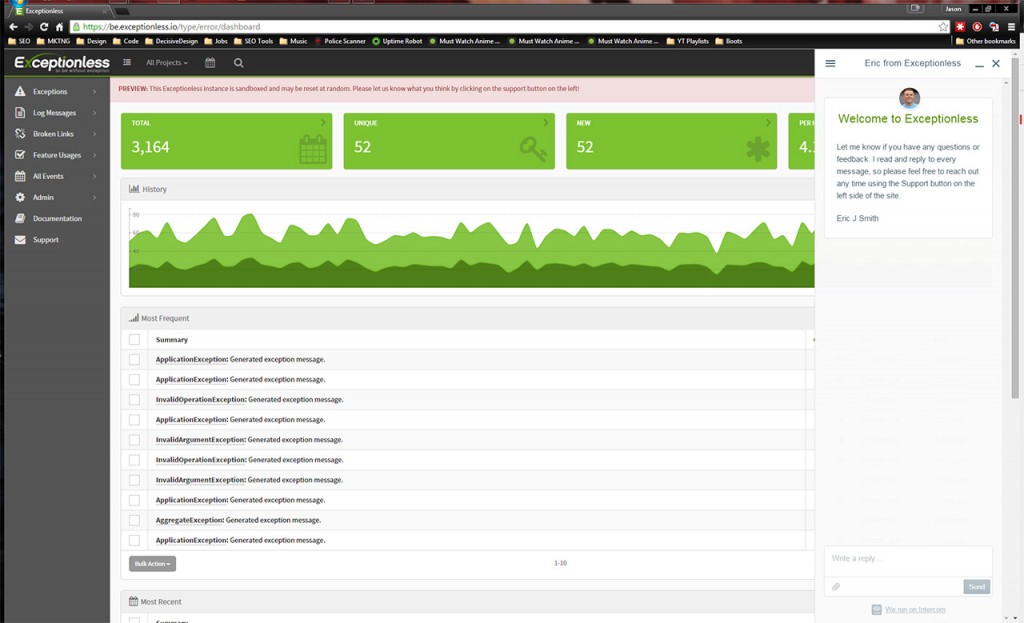 Exceptionless
Jason
https://be.exceptionless.io/type/error/dashboard
SEO MKTNG Design Code DecisiveDesign Jobs SEO Tools Music Police Scanner Uptime Robot Must Watch Anime ... Must Watch Anime ... Must Watch Anime ... YT Playlists Boots Other bookmarks
Exceptionless
to be without exception
All Projects
Exceptions
Log Messages
Broken Links
Feature Usages
All Events
Admin
Documentation
Support
PREVIEW: This Exceptionless instance is sandboxed and may be reset at random. Please let us know what you think by clicking on the support button on the left!
TOTAL
3,164
UNIQUE
52
NEW
52
PER H
4.
History
80
60
40
Most Frequent
Summary
ApplicationException: Generated exception message.
ApplicationException: Generated exception message.
InvalidOperationException: Generated exception message.
ApplicationException: Generated exception message.
InvalidArgumentException: Generated exception message.
InvalidOperationException: Generated exception message.
InvalidArgumentException: Generated exception message.
ApplicationException: Generated exception message.
AggregateException: Generated exception message.
ApplicationException: Generated exception message.
Bulk Action
1-10
Most Recent
Summary
Eric from Exceptionless
Welcome to Exceptionless
Let me know if you have any questions or
feedback. I read and reply to every
message, so please feel free to reach out
any time using the Support button on the
left side of the site.
Eric J Smith
Write a reply...
Send
We run on Intercom